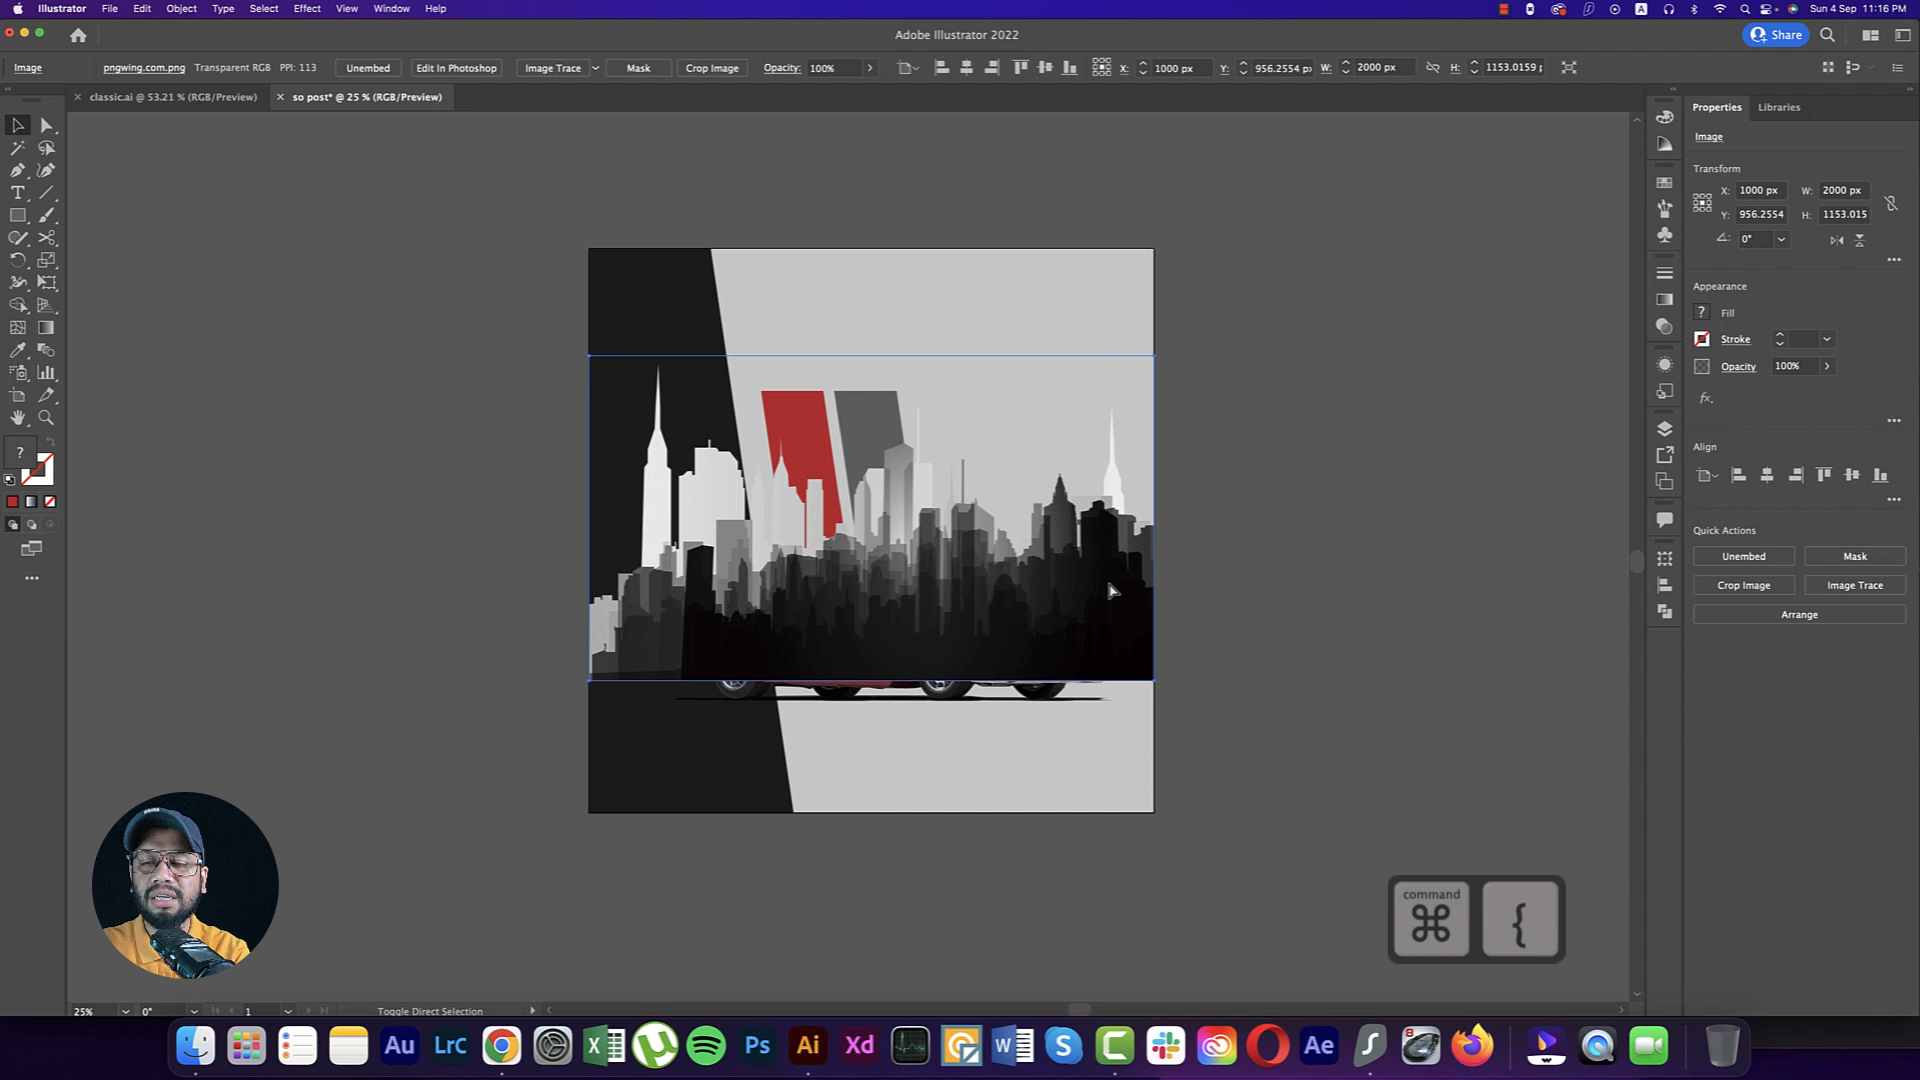 Illustrator File Edit Object Type Select Effect View Window Help
A Sun 4 Sep 11:16 PM
Adobe Illustrator 2022
Share
Image pngwing.com.png Transparent RGB PPI: 113 Unembed Edit In Photoshop Image Trace Mask Crop Image Opacity: 100% X: 1000 px Y: 956.2554 px W: 2000 px H: 1153.0159 p
classic.ai @ 53.21 % (RGB/Preview) so post* @ 25 % (RGB/Preview)
Properties Libraries
Image
Transform
X: 1000 px W: 2000 px
Y: 956.2554 H: 1153.015
0°
Appearance
? Fill
Stroke
Opacity 100%
fx.
Align
Quick Actions
Unembed Mask
Crop Image Image Trace
Arrange
?
command
⌘ {
25% 0° 1 Toggle Direct Selection
Au LrC Ps Ai Xd W S Ae 8